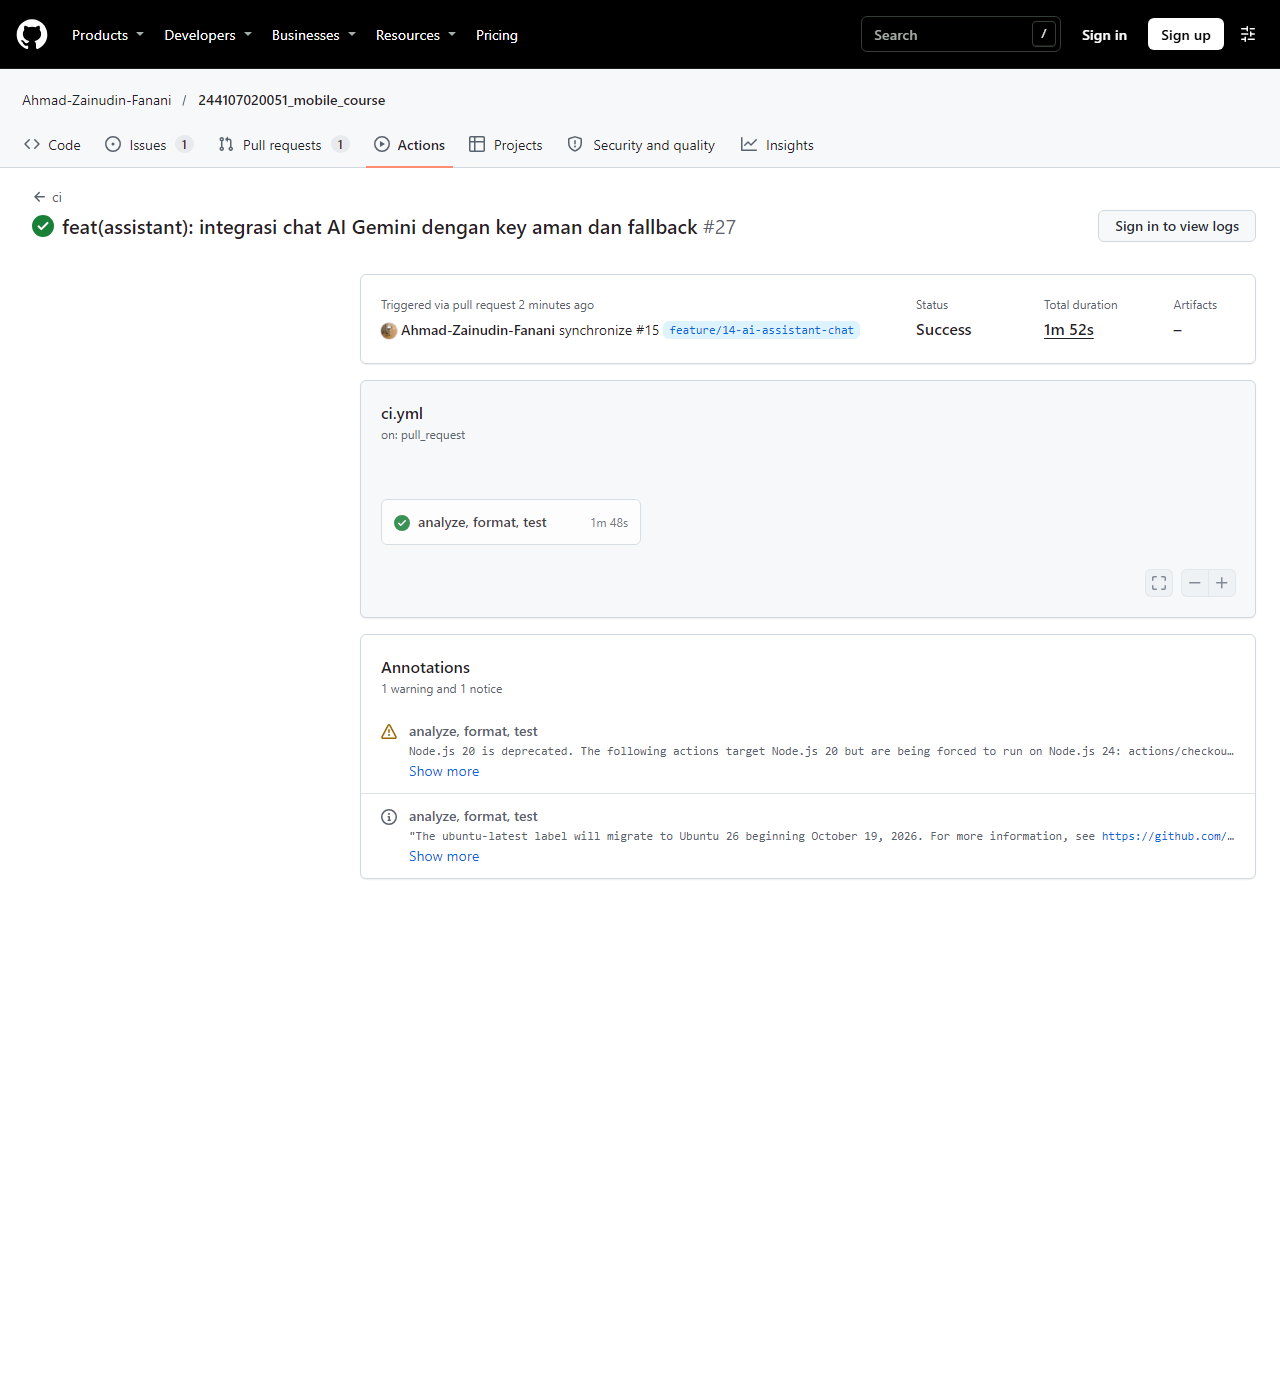 Products Developers Businesses Resources Pricing Search / Sign in Sign up
Ahmad-Zainudin-Fanani / 244107020051_mobile_course
Code Issues 1 Pull requests 1 Actions Projects Security and quality Insights
ci
feat(assistant): integrasi chat AI Gemini dengan key aman dan fallback #27
Sign in to view logs
Triggered via pull request 2 minutes ago
Ahmad-Zainudin-Fanani synchronize #15 feature/14-ai-assistant-chat
Status
Success
Total duration
1m 52s
Artifacts
–
ci.yml
on: pull_request
analyze, format, test 1m 48s
Annotations
1 warning and 1 notice
analyze, format, test
Node.js 20 is deprecated. The following actions target Node.js 20 but are being forced to run on Node.js 24: actions/checkou…
Show more
analyze, format, test
"The ubuntu-latest label will migrate to Ubuntu 26 beginning October 19, 2026. For more information, see https://github.com/…
Show more